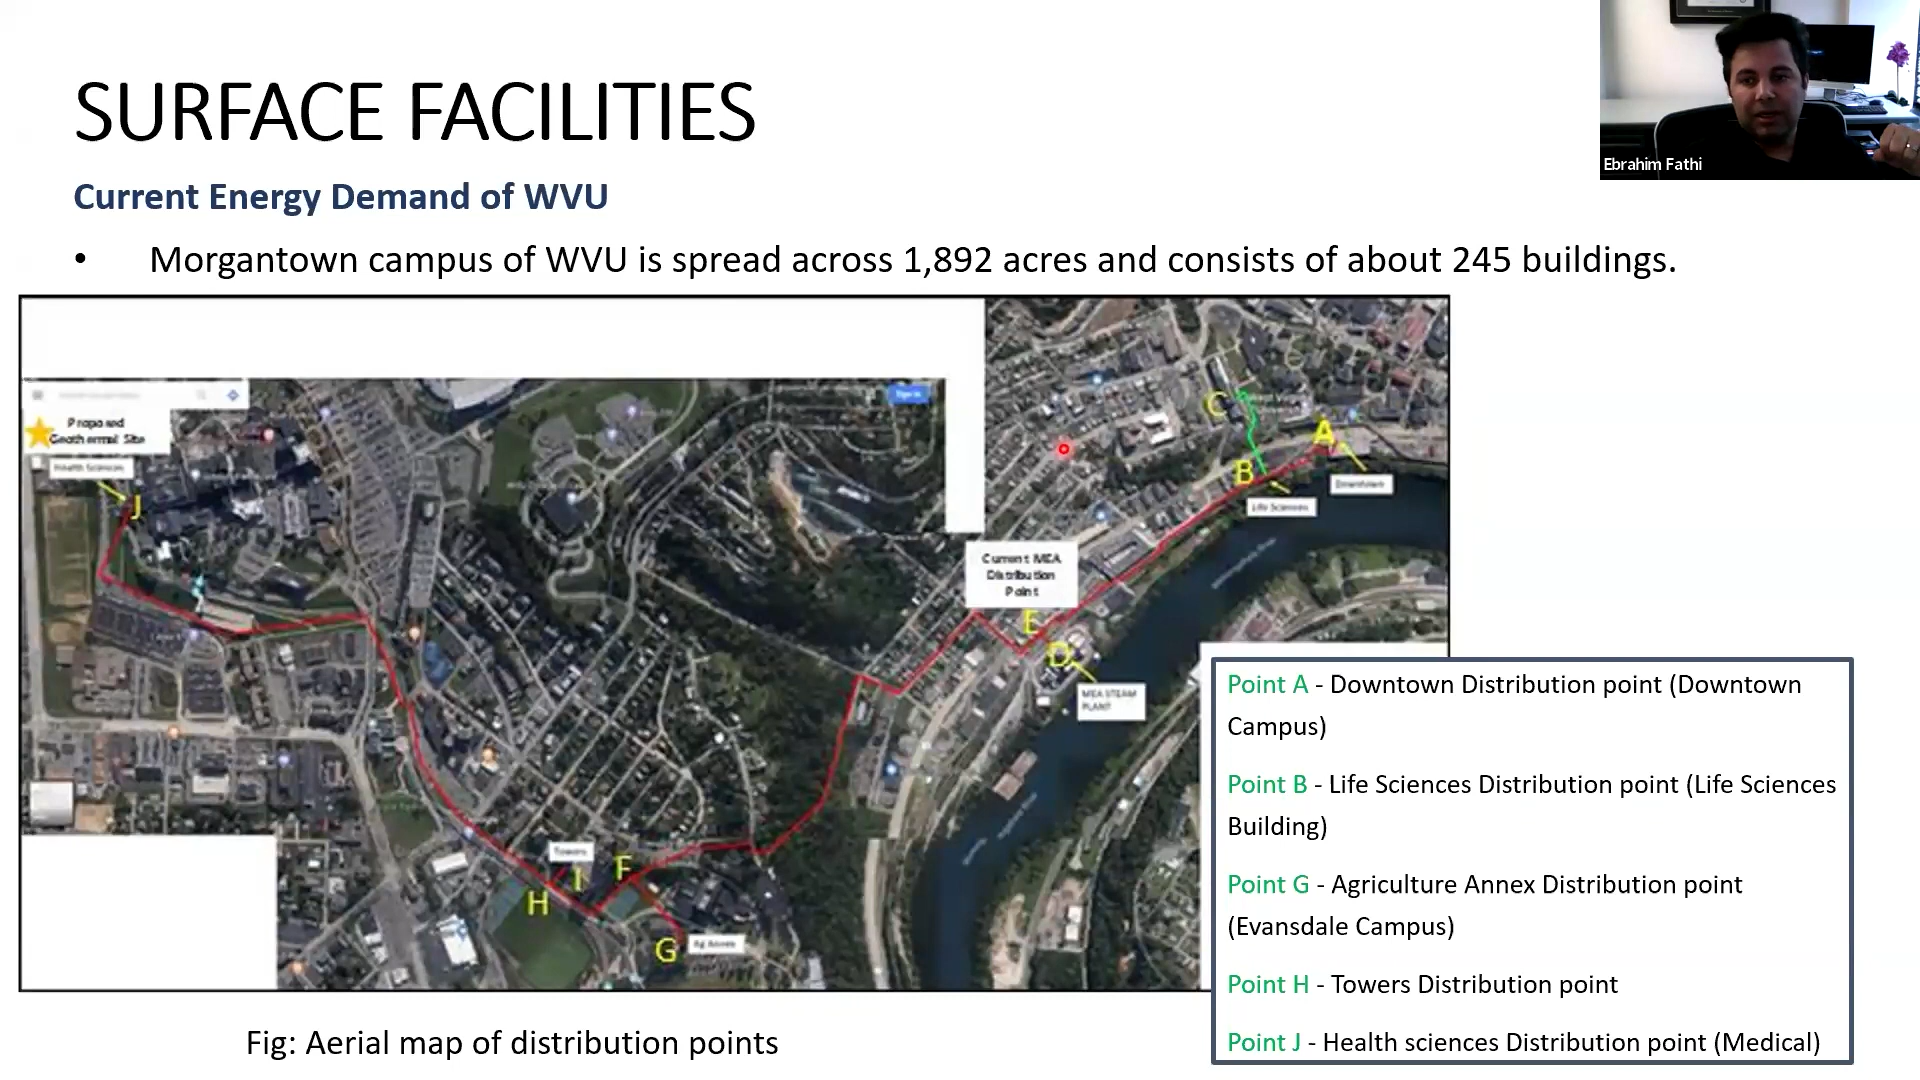 SURFACE FACILITIES
Ebrahim Fathi
Current Energy Demand of WVU
• Morgantown campus of WVU is spread across 1,892 acres and consists of about 245 buildings.
Proposed
Geothermal Site
Health Sciences
J
Sign in
C
A
B
Downtown
Life Sciences
Current MEA
Distribution
Point
E
D
MEA STEAM
PLANT
Towers
I
F
H
G
Ag Annex
Point A - Downtown Distribution point (Downtown
Campus)
Point B - Life Sciences Distribution point (Life Sciences
Building)
Point G - Agriculture Annex Distribution point
(Evansdale Campus)
Point H - Towers Distribution point
Point J - Health sciences Distribution point (Medical)
Fig: Aerial map of distribution points